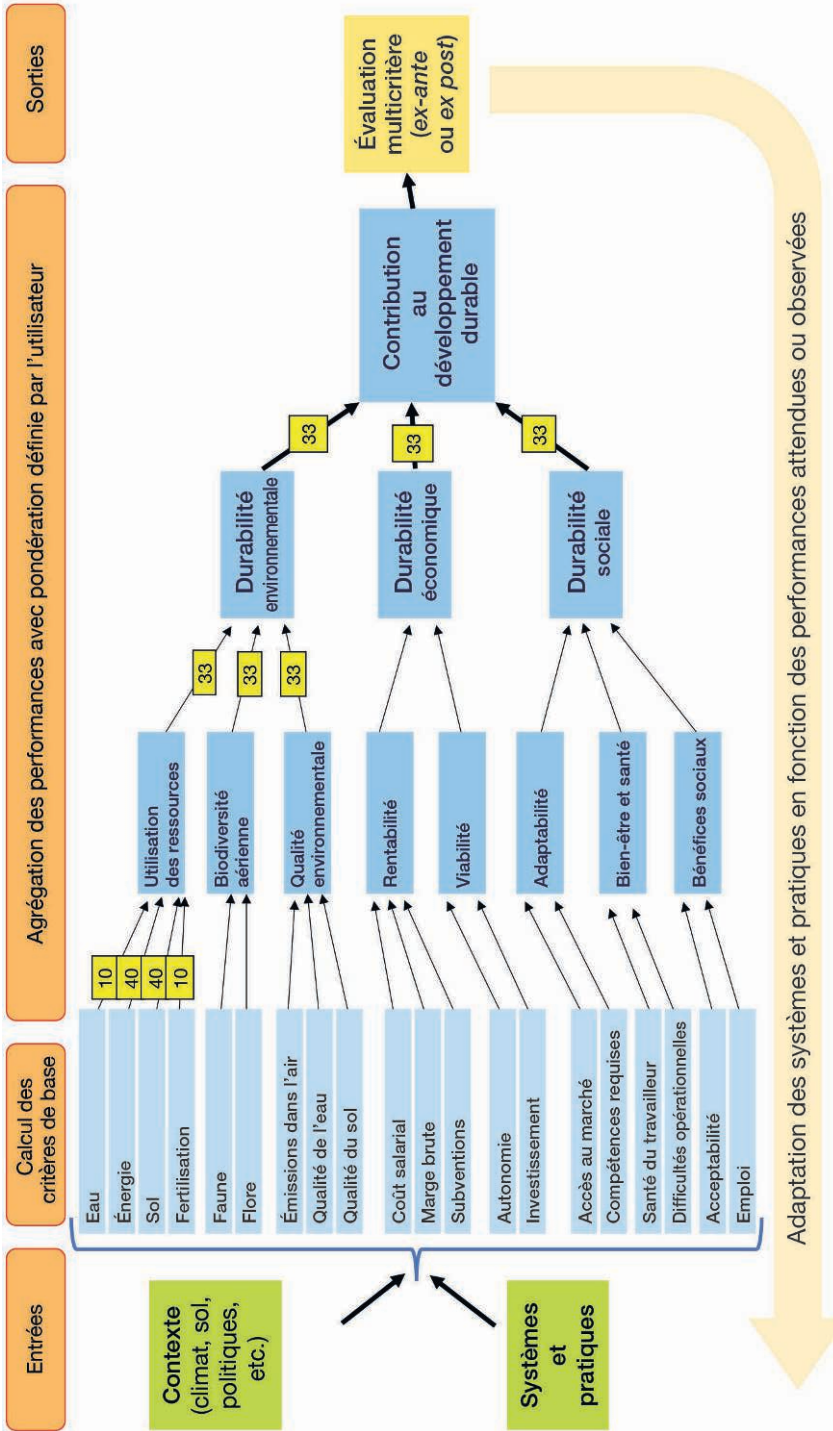 Entrées
Calcul des
critères de base
Agrégation des performances avec pondération définie par l'utilisateur
Sorties
Contexte
(climat, sol,
politiques,
etc.)
Systèmes
et
pratiques
Eau
Énergie
Sol
Fertilisation
Faune
Flore
Émissions dans l'air
Qualité de l'eau
Qualité du sol
Coût salarial
Marge brute
Subventions
Autonomie
Investissement
Accès au marché
Compétences requises
Santé du travailleur
Difficultés opérationnelles
Acceptabilité
Emploi
10
40
40
10
Utilisation
des ressources
Biodiversité
aérienne
Qualité
environnementale
Rentabilité
Viabilité
Adaptabilité
Bien-être et santé
Bénéfices sociaux
33
33
33
Durabilité
environnementale
Durabilité
économique
Durabilité
sociale
33
33
33
Contribution
au
développement
durable
Évaluation
multicritère
(ex-ante
ou ex post)
Adaptation des systèmes et pratiques en fonction des performances attendues ou observées